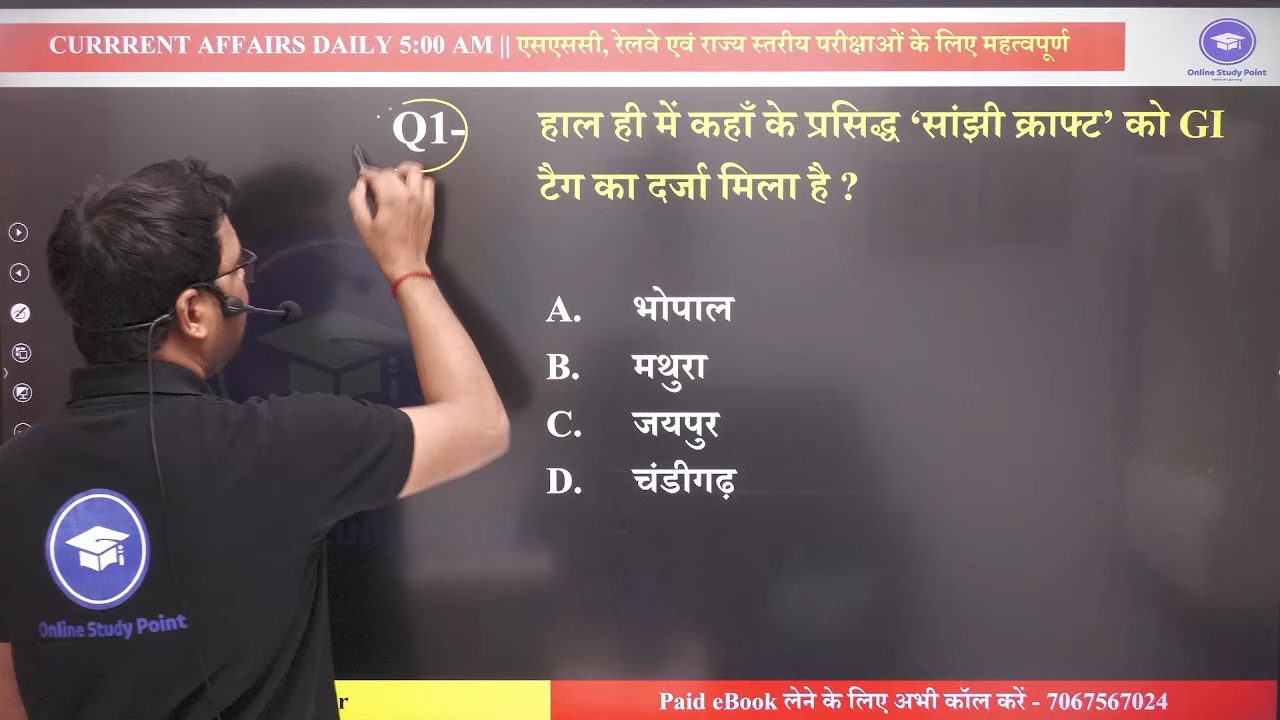 CURRRENT AFFAIRS DAILY 5:00 AM || एसएससी, रेलवे एवं राज्य स्तरीय परीक्षाओं के लिए महत्वपूर्ण
Online Study Point
Q1- हाल ही में कहाँ के प्रसिद्ध ‘सांझी क्राफ्ट’ को GI
टैग का दर्जा मिला है ?
A. भोपाल
B. मथुरा
C. जयपुर
D. चंडीगढ़
Online Study Point
Paid eBook लेने के लिए अभी कॉल करें - 7067567024